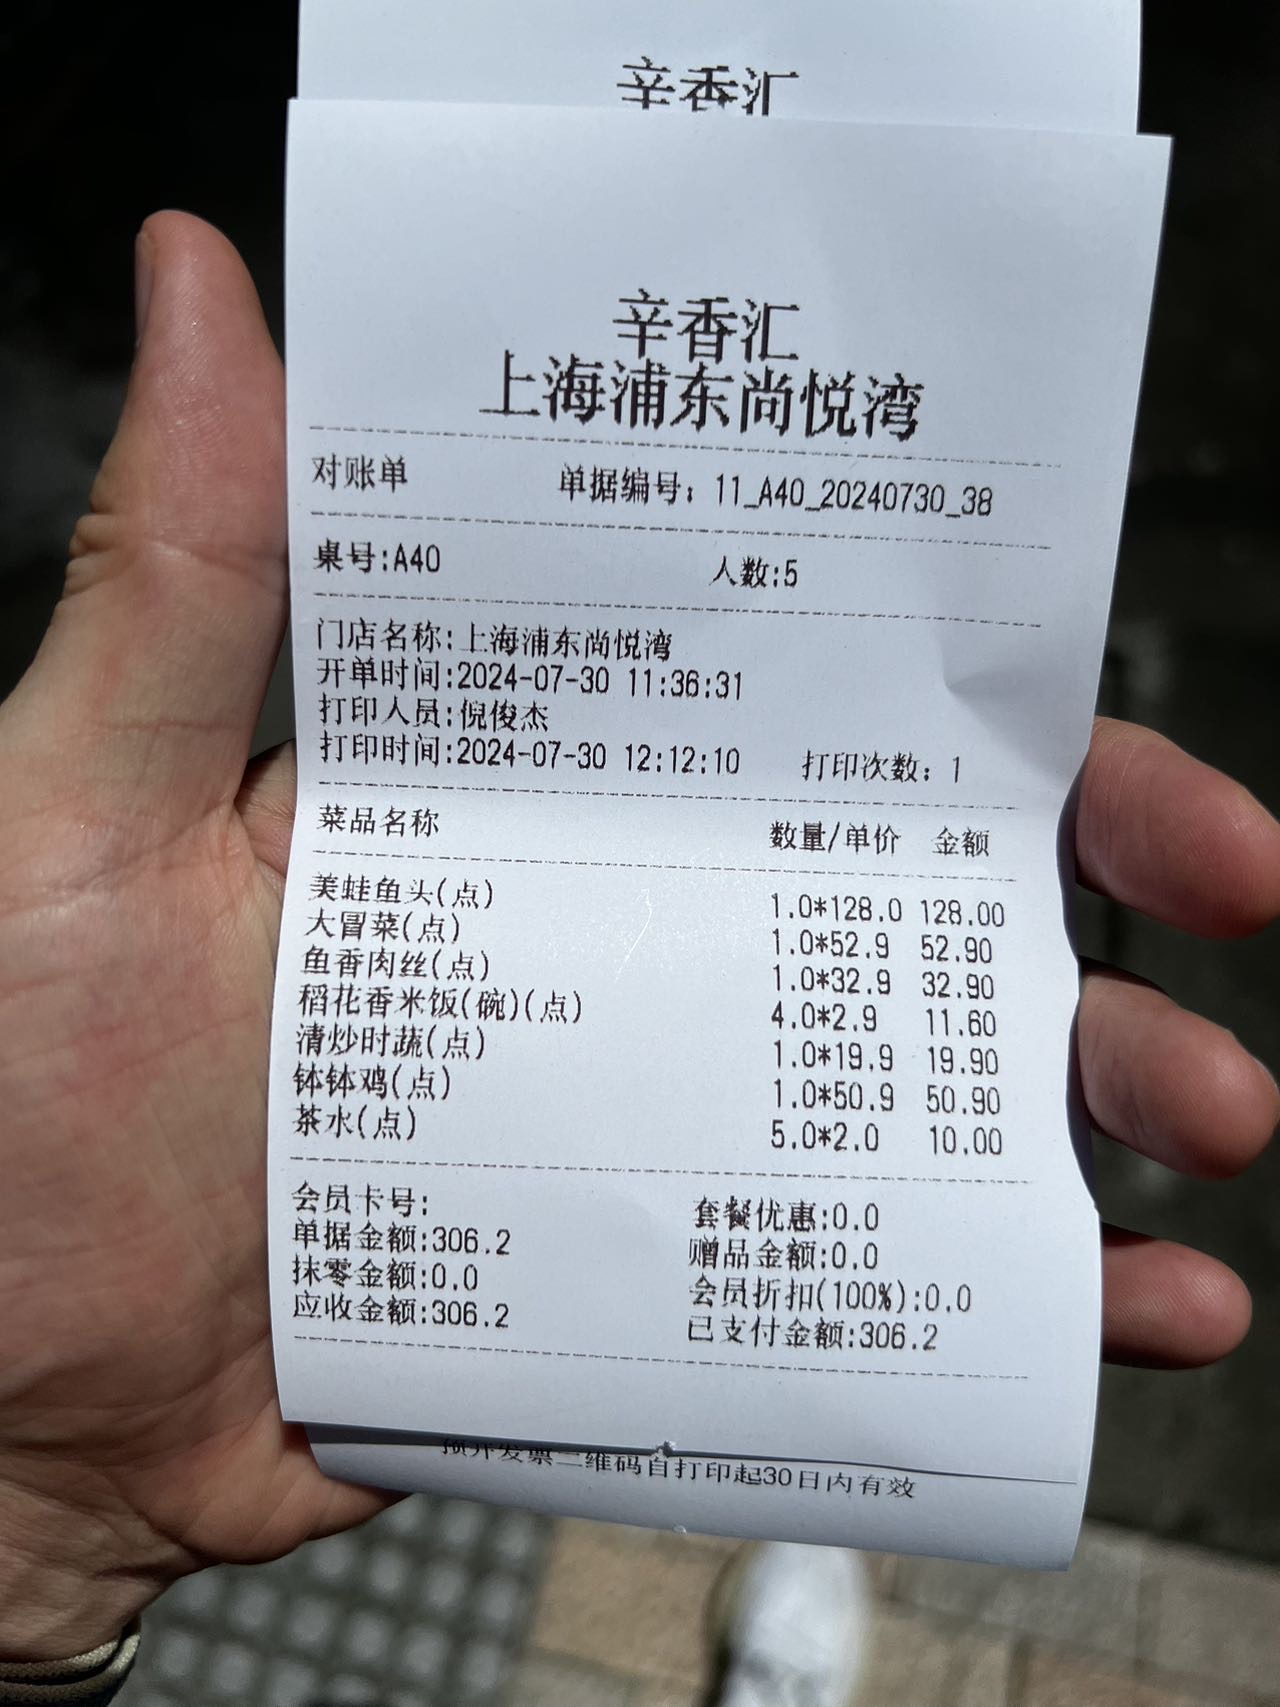 辛香汇
辛香汇
上海浦东尚悦湾
对账单 单据编号：11_A40_20240730_38
桌号:A40 人数:5
门店名称:上海浦东尚悦湾
开单时间:2024-07-30 11:36:31
打印人员:倪俊杰
打印时间:2024-07-30 12:12:10 打印次数：1
菜品名称 数量/单价 金额
美蛙鱼头(点) 1.0*128.0 128.00
大冒菜(点) 1.0*52.9 52.90
鱼香肉丝(点) 1.0*32.9 32.90
稻花香米饭(碗)(点) 4.0*2.9 11.60
清炒时蔬(点) 1.0*19.9 19.90
钵钵鸡(点) 1.0*50.9 50.90
茶水(点) 5.0*2.0 10.00
会员卡号: 套餐优惠:0.0
单据金额:306.2 赠品金额:0.0
抹零金额:0.0 会员折扣(100%):0.0
应收金额:306.2 已支付金额:306.2
预开发票二维码自打印起30日内有效